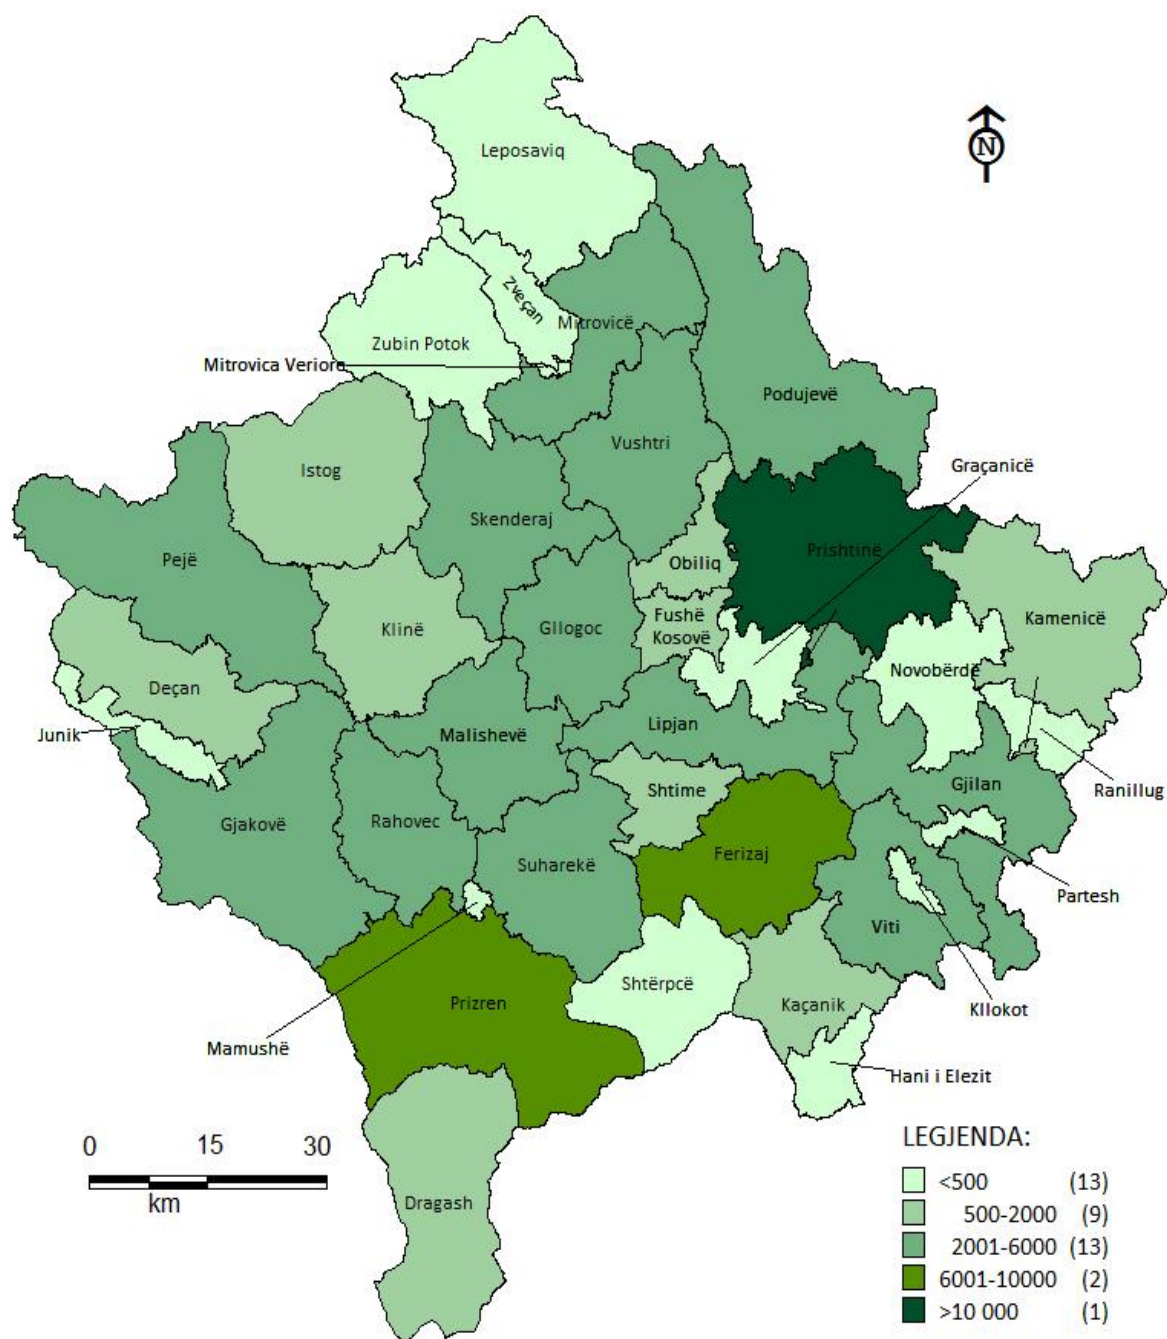 N
Leposaviq
Zveçan
Mitrovicë
Zubin Potok
Mitrovica Veriore
Podujevë
Vushtri
Graçanicë
Istog
Skenderaj
Prishtinë
Pejë
Obiliq
Fushë
Kosovë
Klinë
Gllogoc
Kamenicë
Novobërdë
Deçan
Junik
Lipjan
Malishevë
Shtime
Gjilan
Ranillug
Gjakovë
Rahovec
Ferizaj
Suharekë
Partesh
Viti
Shtërpcë
Prizren
Kaçanik
Kllokot
Mamushë
Hani i Elezit
Dragash
0 15 30
km
LEGJENDA:
<500 (13)
500-2000 (9)
2001-6000 (13)
6001-10000 (2)
>10 000 (1)